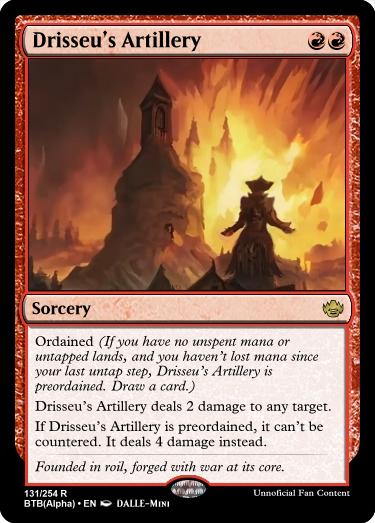 Drisseu's Artillery
Sorcery
Ordained (If you have no unspent mana or
untapped lands, and you haven't lost mana since
your last untap step, Drisseu's Artillery is
preordained. Draw a card.)
Drisseu's Artillery deals 2 damage to any target.
If Drisseu's Artillery is preordained, it can't be
countered. It deals 4 damage instead.
Founded in roil, forged with war at its core.
131/254 R
Unofficial Fan Content
BTB(Alpha) • EN DALLE-Mini